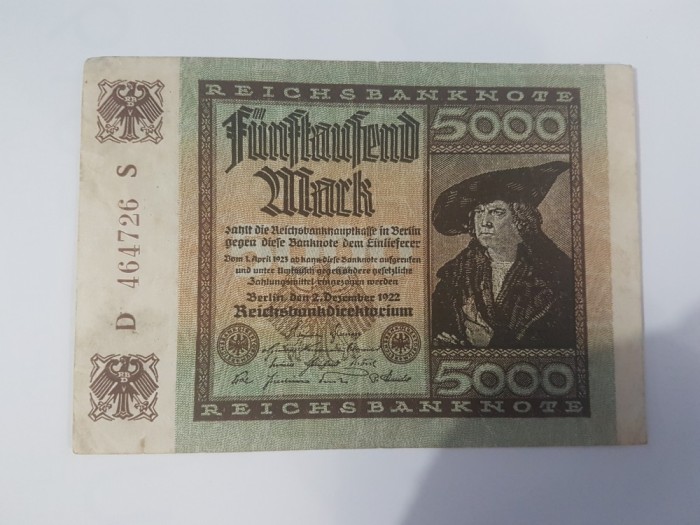 REICHSBANKNOTE
Fünftausend
Mark
5000
zahlt die Reichsbankhauptkasse in Berlin
gegen diese Banknote dem Einlieferer
Vom 1. April 1923 ab kann diese Banknote aufgerufen
und unter Umtausch gegen andere gesetzliche
Zahlungsmittel eingezogen werden
Berlin, den 2. Dezember 1922
Reichsbankdirektorium
5000
REICHSBANKNOTE
D 464726 S